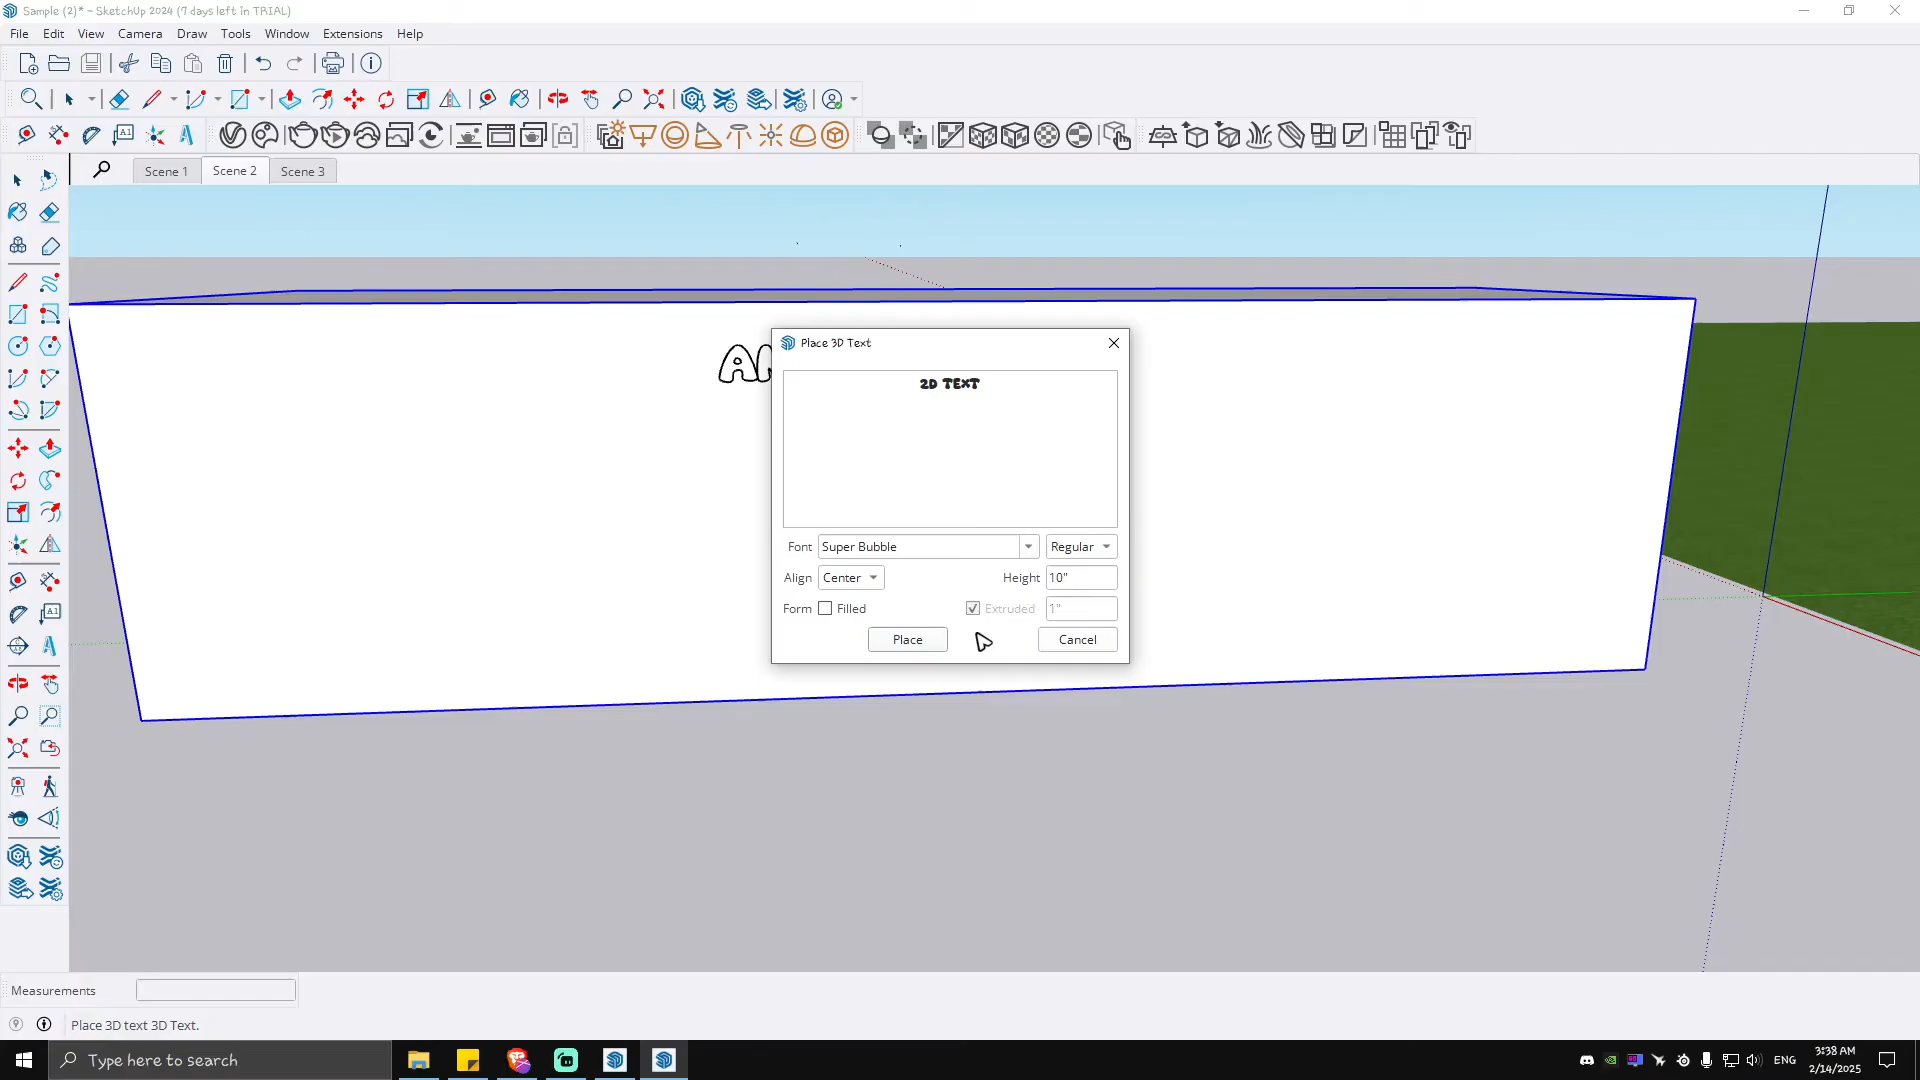 Sample (2)* - SketchUp 2024 (7 days left in TRIAL)
File Edit View Camera Draw Tools Window Extensions Help
Scene 1 Scene 2 Scene 3
Place 3D Text
2D TEXT
Font Super Bubble Regular
Align Center Height 10"
Form Filled Extruded 1"
Place Cancel
Measurements
Place 3D text 3D Text.
Type here to search
ENG
3:38 AM
2/14/2025